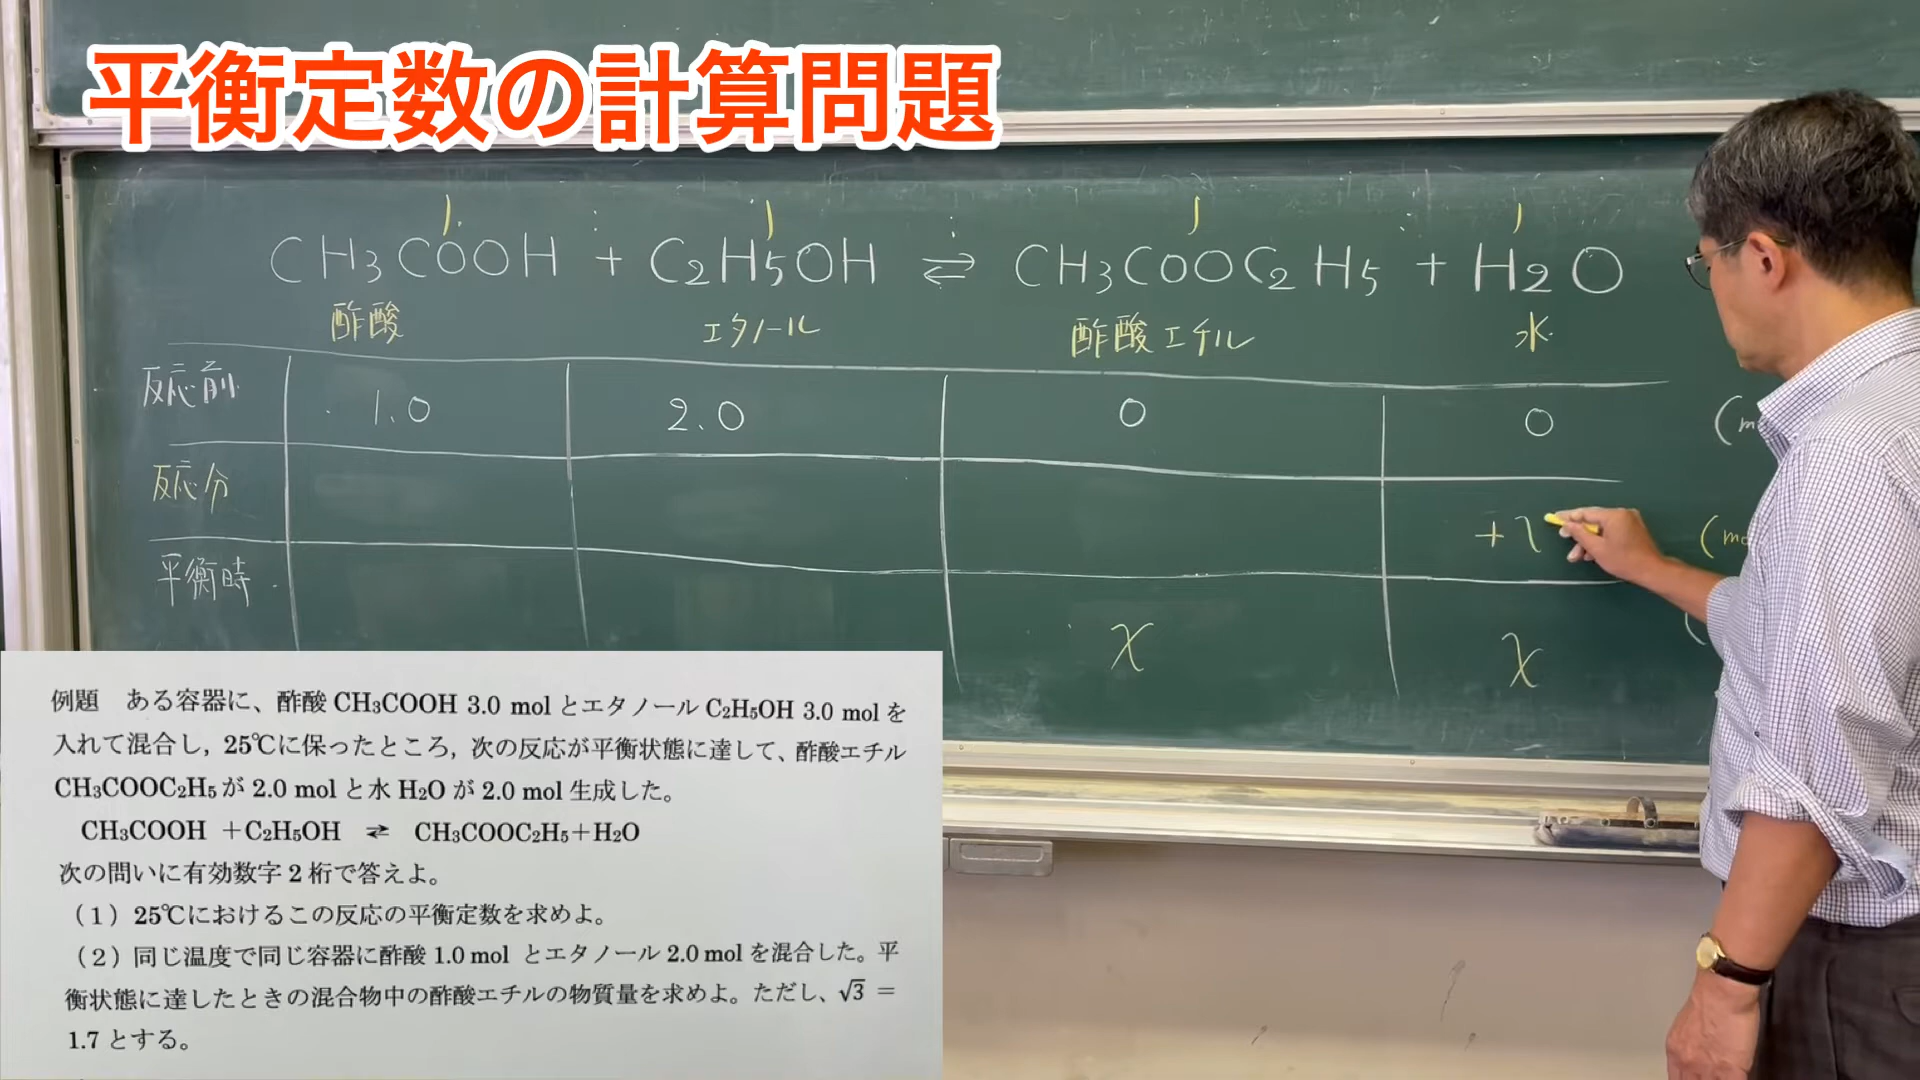 平衡定数の計算問題
1. 1 1 1
CH3COOH + C2H5OH ⇄ CH3COOC2H5 + H2O
酢酸 エタノール 酢酸エチル 水
反応前 1.0 2.0 0 0 (m
反応分 + (mo
平衡時 x x (
例題 ある容器に、酢酸 CH₃COOH 3.0 mol とエタノール C₂H₅OH 3.0 mol を
入れて混合し，25℃に保ったところ，次の反応が平衡状態に達して、酢酸エチル
CH₃COOC₂H₅ が 2.0 mol と水 H₂O が 2.0 mol 生成した。
CH₃COOH ＋C₂H₅OH ⇄ CH₃COOC₂H₅＋H₂O
次の問いに有効数字 2 桁で答えよ。
（1）25℃におけるこの反応の平衡定数を求めよ。
（2）同じ温度で同じ容器に酢酸 1.0 mol とエタノール 2.0 mol を混合した。平
衡状態に達したときの混合物中の酢酸エチルの物質量を求めよ。ただし、√3 ＝
1.7 とする。